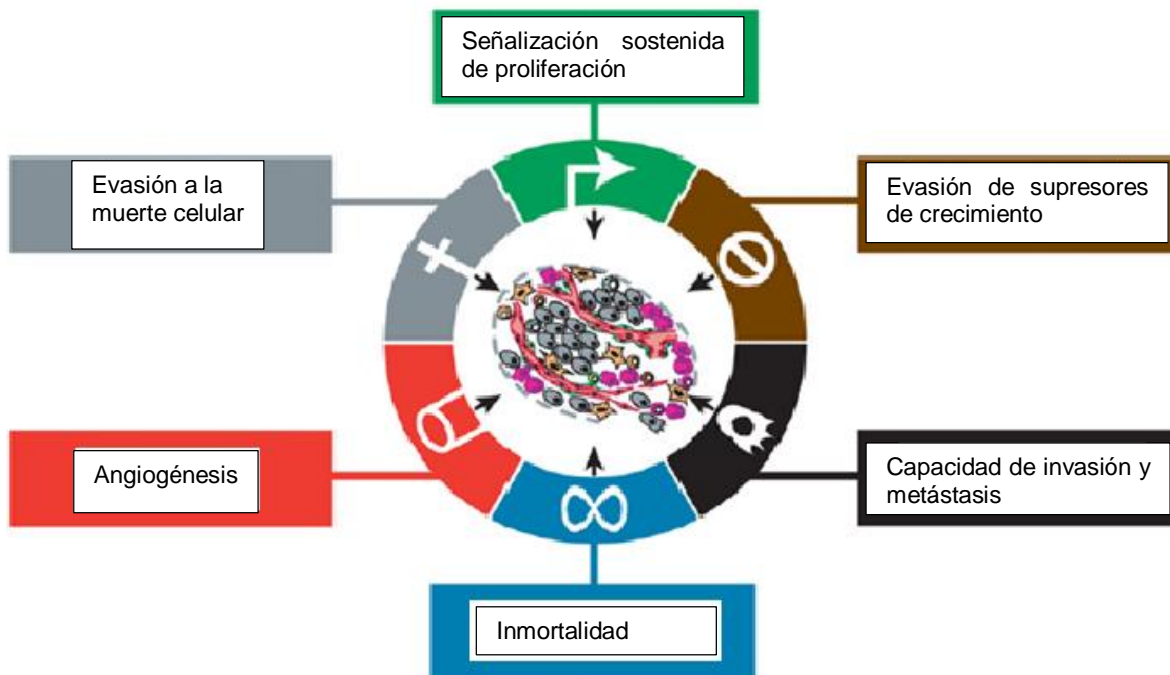 Señalización sostenida
de proliferación
Evasión a la
muerte celular
Evasión de supresores
de crecimiento
Angiogénesis
Capacidad de invasión y
metástasis
Inmortalidad